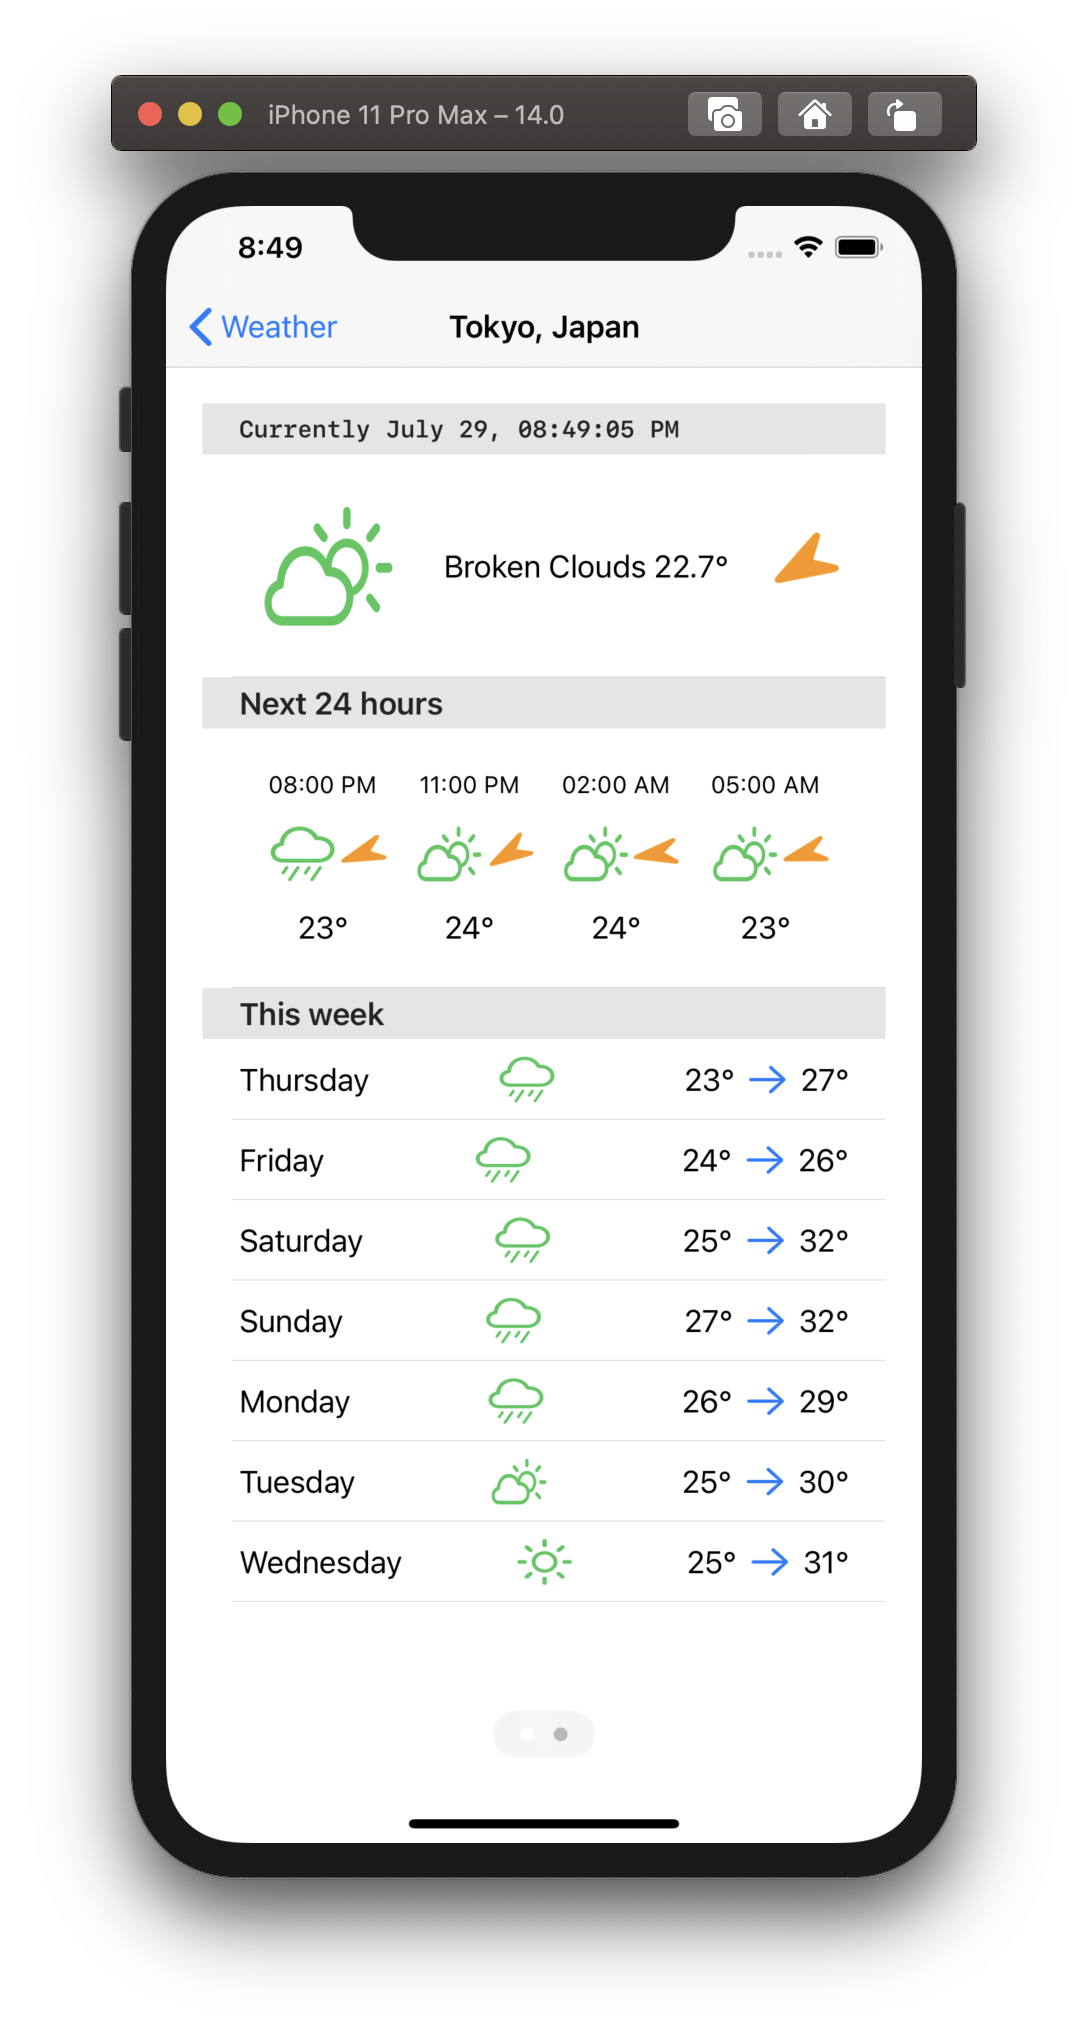 iPhone 11 Pro Max – 14.0
8:49
Weather
Tokyo, Japan
Currently July 29, 08:49:05 PM
Broken Clouds 22.7°
Next 24 hours
08:00 PM 11:00 PM 02:00 AM 05:00 AM
23° 24° 24° 23°
This week
Thursday 23° → 27°
Friday 24° → 26°
Saturday 25° → 32°
Sunday 27° → 32°
Monday 26° → 29°
Tuesday 25° → 30°
Wednesday 25° → 31°